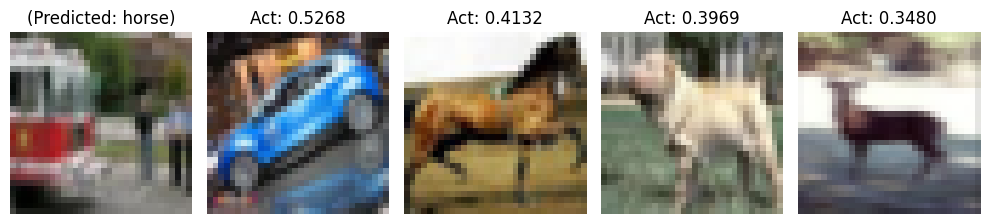 (Predicted: horse)
Act: 0.5268
Act: 0.4132
Act: 0.3969
Act: 0.3480